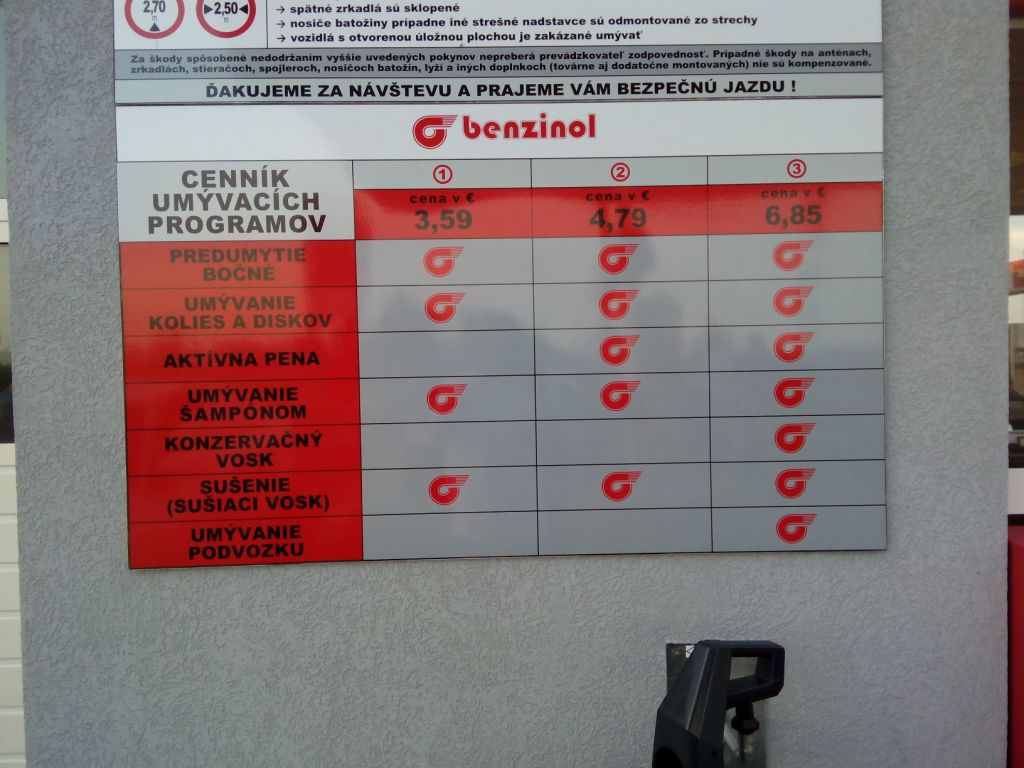 2,70
m
2,50
m
→ spätné zrkadlá sú sklopené
→ nosiče batožiny prípadne iné strešné nadstavce sú odmontované zo strechy
→ vozidlá s otvorenou úložnou plochou je zakázané umývať
Za škody spôsobené nedodržaním vyššie uvedených pokynov nepreberá prevádzkovateľ zodpovednosť. Prípadné škody na anténach,
zrkadlách, stieračoch, spojleroch, nosičoch batožín, lyží a iných doplnkoch (továrne aj dodatočne montovaných) nie sú kompenzované.
ĎAKUJEME ZA NÁVŠTEVU A PRAJEME VÁM BEZPEČNÚ JAZDU !
benzinol
CENNÍK
UMÝVACÍCH
PROGRAMOV
1 2 3
cena v € cena v € cena v €
3,59 4,79 6,85
PREDUMYTIE
BOČNÉ
UMÝVANIE
KOLIES A DISKOV
AKTÍVNA PENA
UMÝVANIE
ŠAMPÓNOM
KONZERVAČNÝ
VOSK
SUŠENIE
(SUŠIACI VOSK)
UMÝVANIE
PODVOZKU